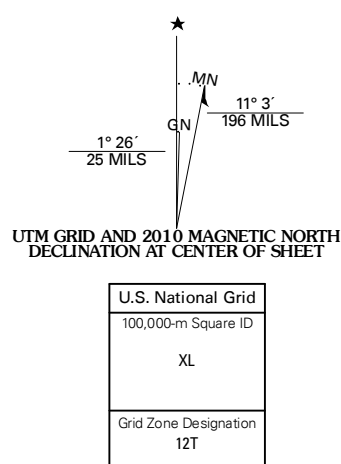 MN
11° 3´
196 MILS
GN
1° 26´
25 MILS
UTM GRID AND 2010 MAGNETIC NORTH
DECLINATION AT CENTER OF SHEET
U.S. National Grid
100,000-m Square ID
XL
Grid Zone Designation
12T